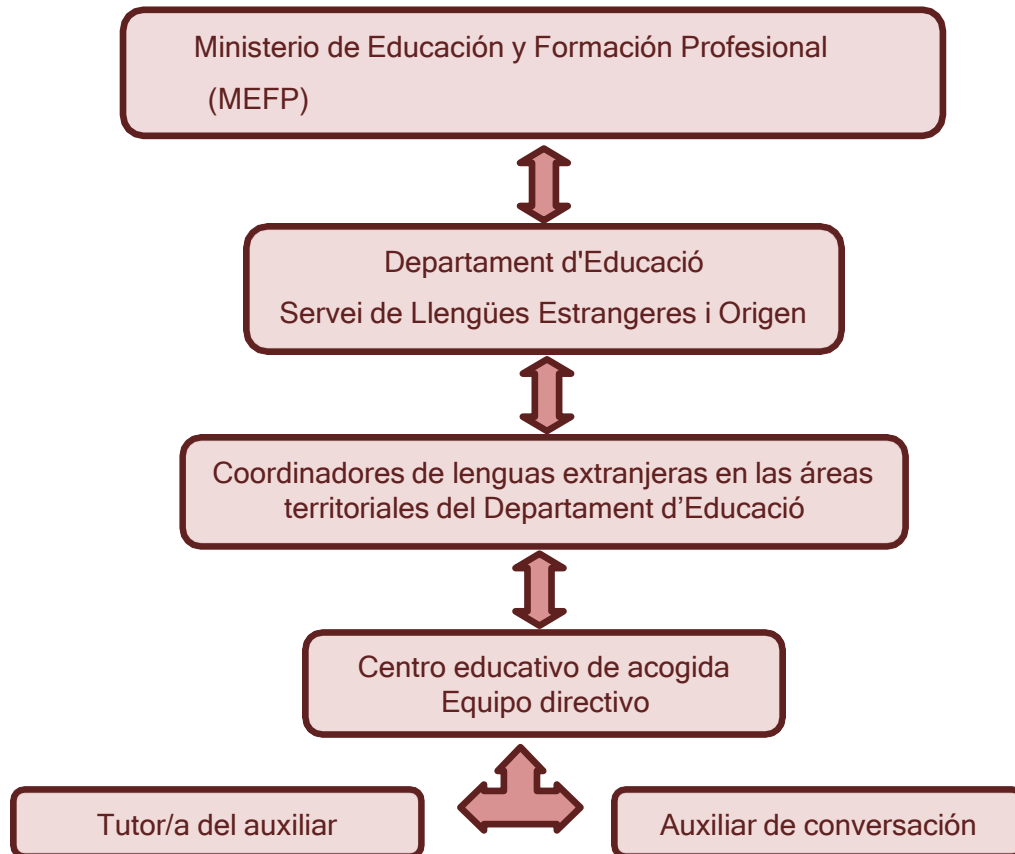 Ministerio de Educación y Formación Profesional
(MEFP)
Departament d'Educació
Servei de Llengües Estrangeres i Origen
Coordinadores de lenguas extranjeras en las áreas
territoriales del Departament d’Educació
Centro educativo de acogida
Equipo directivo
Tutor/a del auxiliar
Auxiliar de conversación